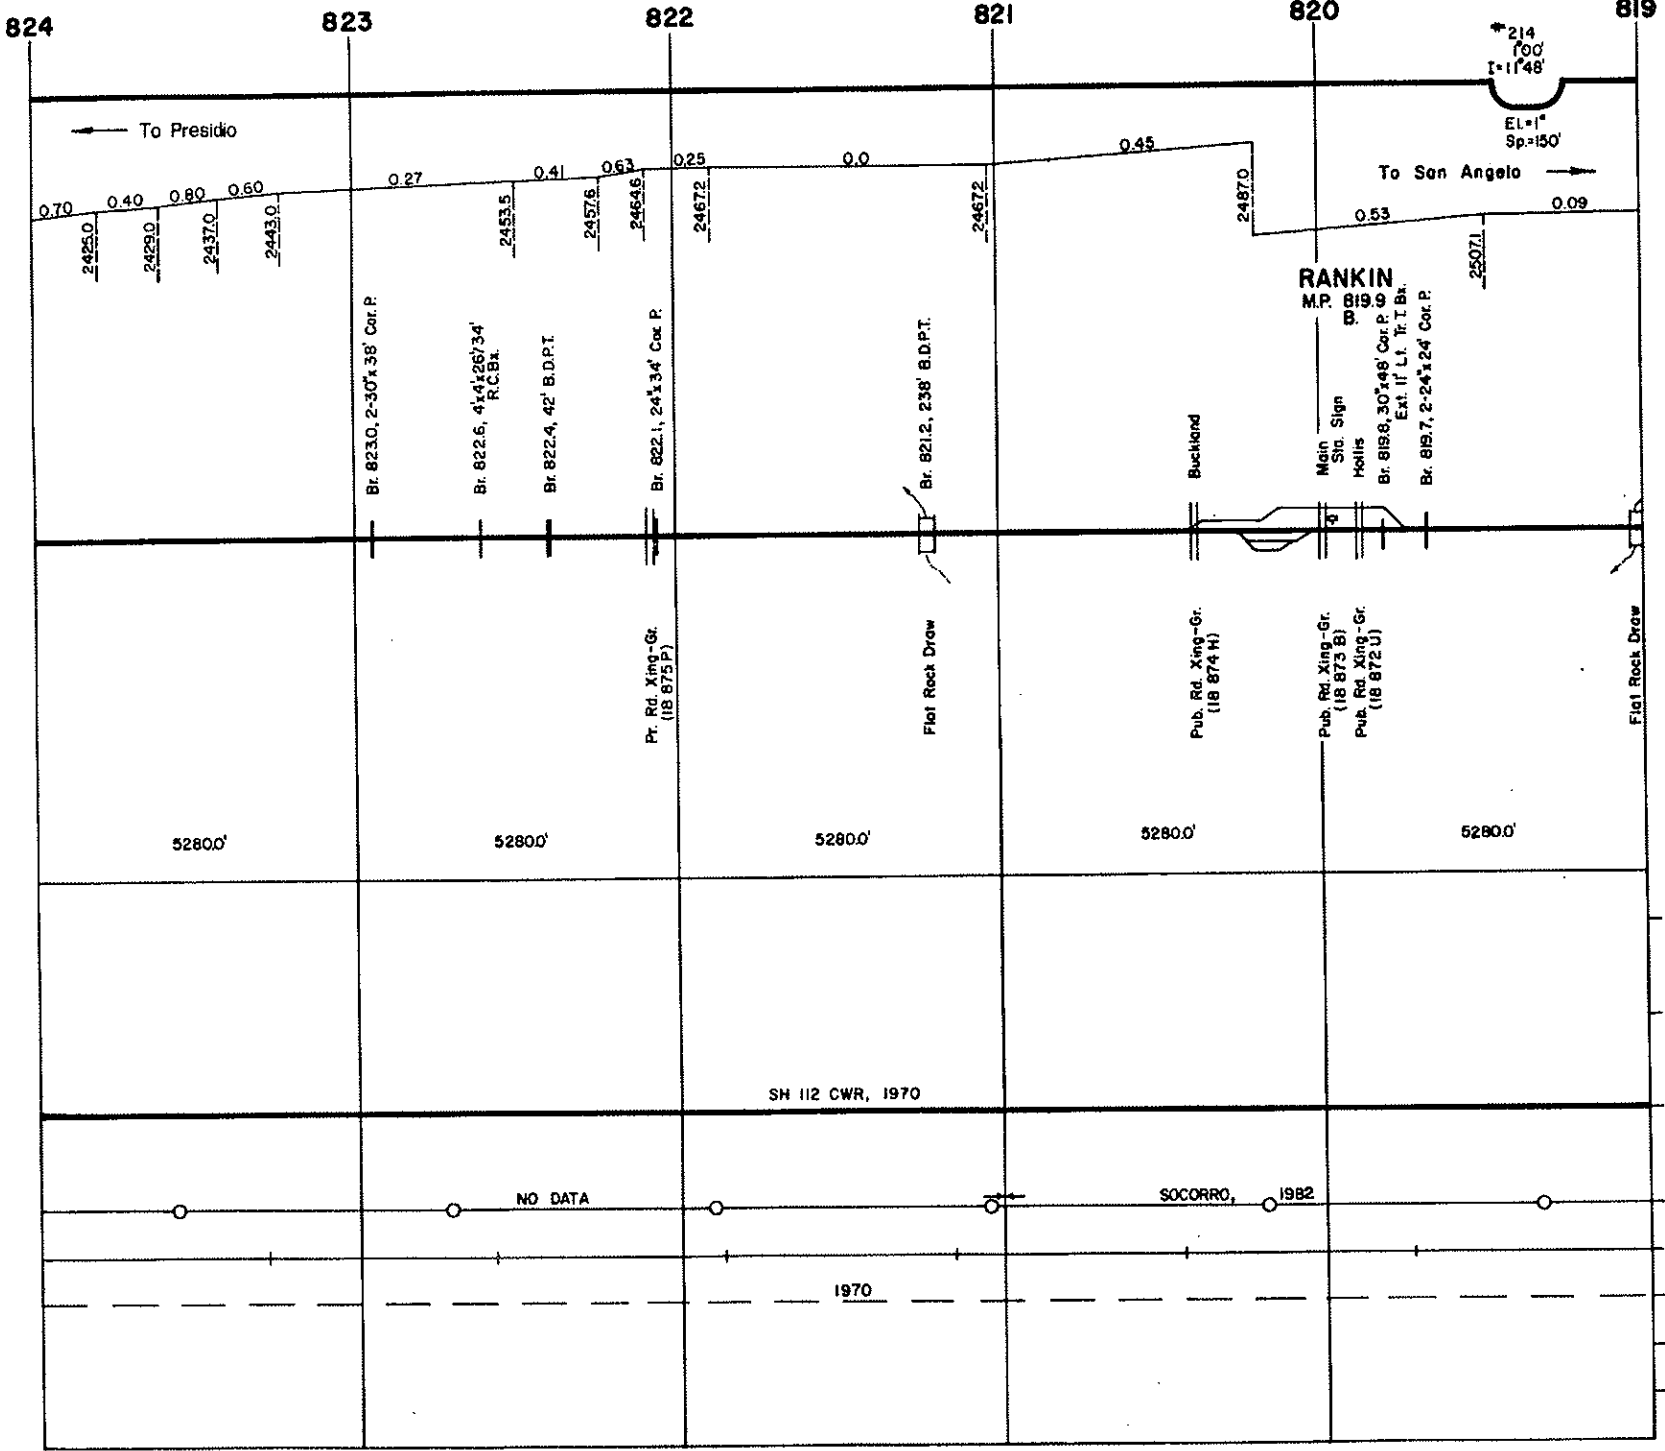 824 823 822 821 820 819
#214
1°00'
I=11°48'
El.=1"
Sp.=150'
To Presidio
To San Angelo
0.70 0.40 0.80 0.60 0.27 0.41 0.63 0.25 0.0 0.45 0.53 0.09
2425.0 2429.0 2437.0 2443.0 2453.5 2457.6 2464.6 2467.2 2467.2 2487.0 2507.1
RANKIN
M.P. 819.9
B.
Br. 823.0, 2-30"x 38' Cor. P.
Br. 822.6, 4'x4'x26'/34'
R.C.Bx.
Br. 822.4, 42' B.D.P.T.
Br. 822.1, 24"x34' Cor. P.
Br. 821.2, 238' B.D.P.T.
Buckland
Main
Sta. Sign
Hollis
Br. 819.8, 30"x48' Cor. P.
Ext. 11' Lt. Tr. T. Bx.
Br. 819.7, 2-24"x24' Cor. P.
Pr. Rd. Xing-Gr.
(18 875 P)
Flat Rock Draw
Pub. Rd. Xing-Gr.
(18 874 H)
Pub. Rd. Xing-Gr.
(18 873 B)
Pub. Rd. Xing-Gr.
(18 872 U)
Flat Rock Draw
5280.0' 5280.0' 5280.0' 5280.0' 5280.0'
SH 112 CWR, 1970
NO DATA
SOCORRO, 1982
1970